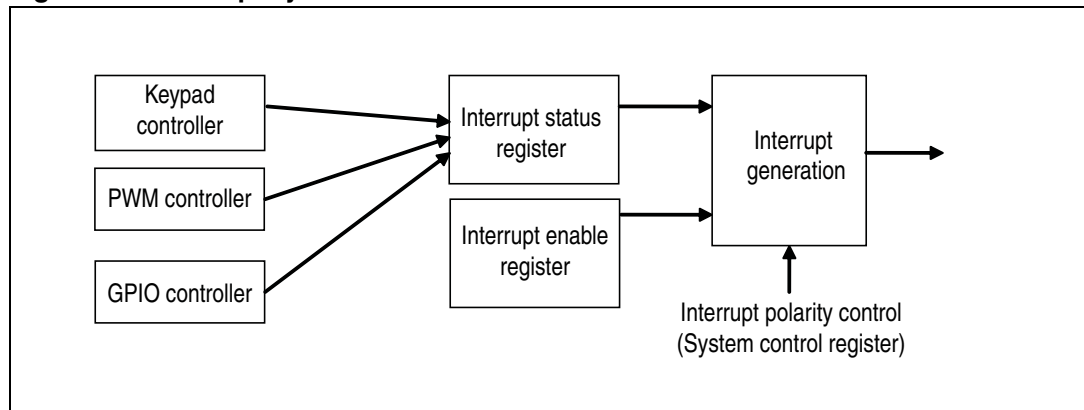 Keypad
controller
PWM controller
GPIO controller
Interrupt status
register
Interrupt enable
register
Interrupt
generation
Interrupt polarity control
(System control register)